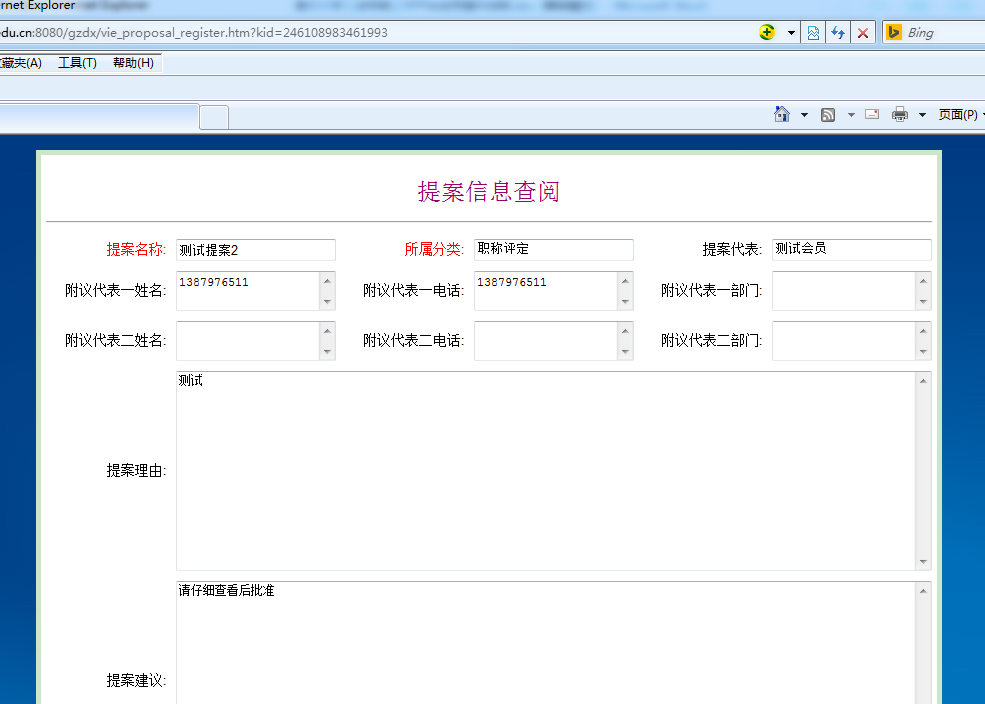 rnet Explorer
edu.cn:8080/gzdx/vie_proposal_register.htm?kid=246108983461993
Bing
藏夹(A) 工具(T) 帮助(H)
页面(P)
提案信息查阅
提案名称: 测试提案2 所属分类: 职称评定 提案代表: 测试会员
附议代表一姓名: 1387976511 附议代表一电话: 1387976511 附议代表一部门:
附议代表二姓名: 附议代表二电话: 附议代表二部门:
测试
提案理由:
请仔细查看后批准
提案建议: